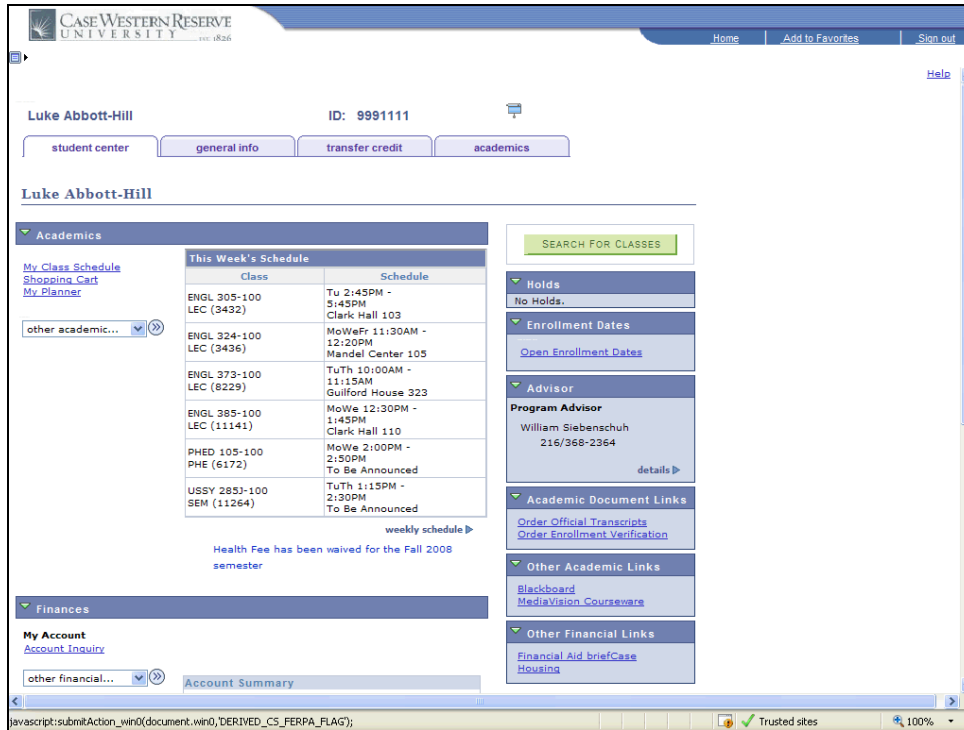 CASE WESTERN RESERVE
UNIVERSITY EST. 1826
Home
Add to Favorites
Sign out
Help
Luke Abbott-Hill
ID: 9991111
student center
general info
transfer credit
academics
Luke Abbott-Hill
Academics
My Class Schedule
Shopping Cart
My Planner
other academic...
This Week's Schedule
Class Schedule
ENGL 305-100
LEC (3432)
Tu 2:45PM -
5:45PM
Clark Hall 103
ENGL 324-100
LEC (3436)
MoWeFr 11:30AM -
12:20PM
Mandel Center 105
ENGL 373-100
LEC (8229)
TuTh 10:00AM -
11:15AM
Guilford House 323
ENGL 385-100
LEC (11141)
MoWe 12:30PM -
1:45PM
Clark Hall 110
PHED 105-100
PHE (6172)
MoWe 2:00PM -
2:50PM
To Be Announced
USSY 285J-100
SEM (11264)
TuTh 1:15PM -
2:30PM
To Be Announced
weekly schedule
Health Fee has been waived for the Fall 2008
semester
SEARCH FOR CLASSES
Holds
No Holds.
Enrollment Dates
Open Enrollment Dates
Advisor
Program Advisor
William Siebenschuh
216/368-2364
details
Academic Document Links
Order Official Transcripts
Order Enrollment Verification
Other Academic Links
Blackboard
MediaVision Courseware
Other Financial Links
Financial Aid briefCase
Housing
Finances
My Account
Account Inquiry
other financial...
Account Summary
javascript:submitAction_win0(document.win0,'DERIVED_CS_FERPA_FLAG');
Trusted sites
100%